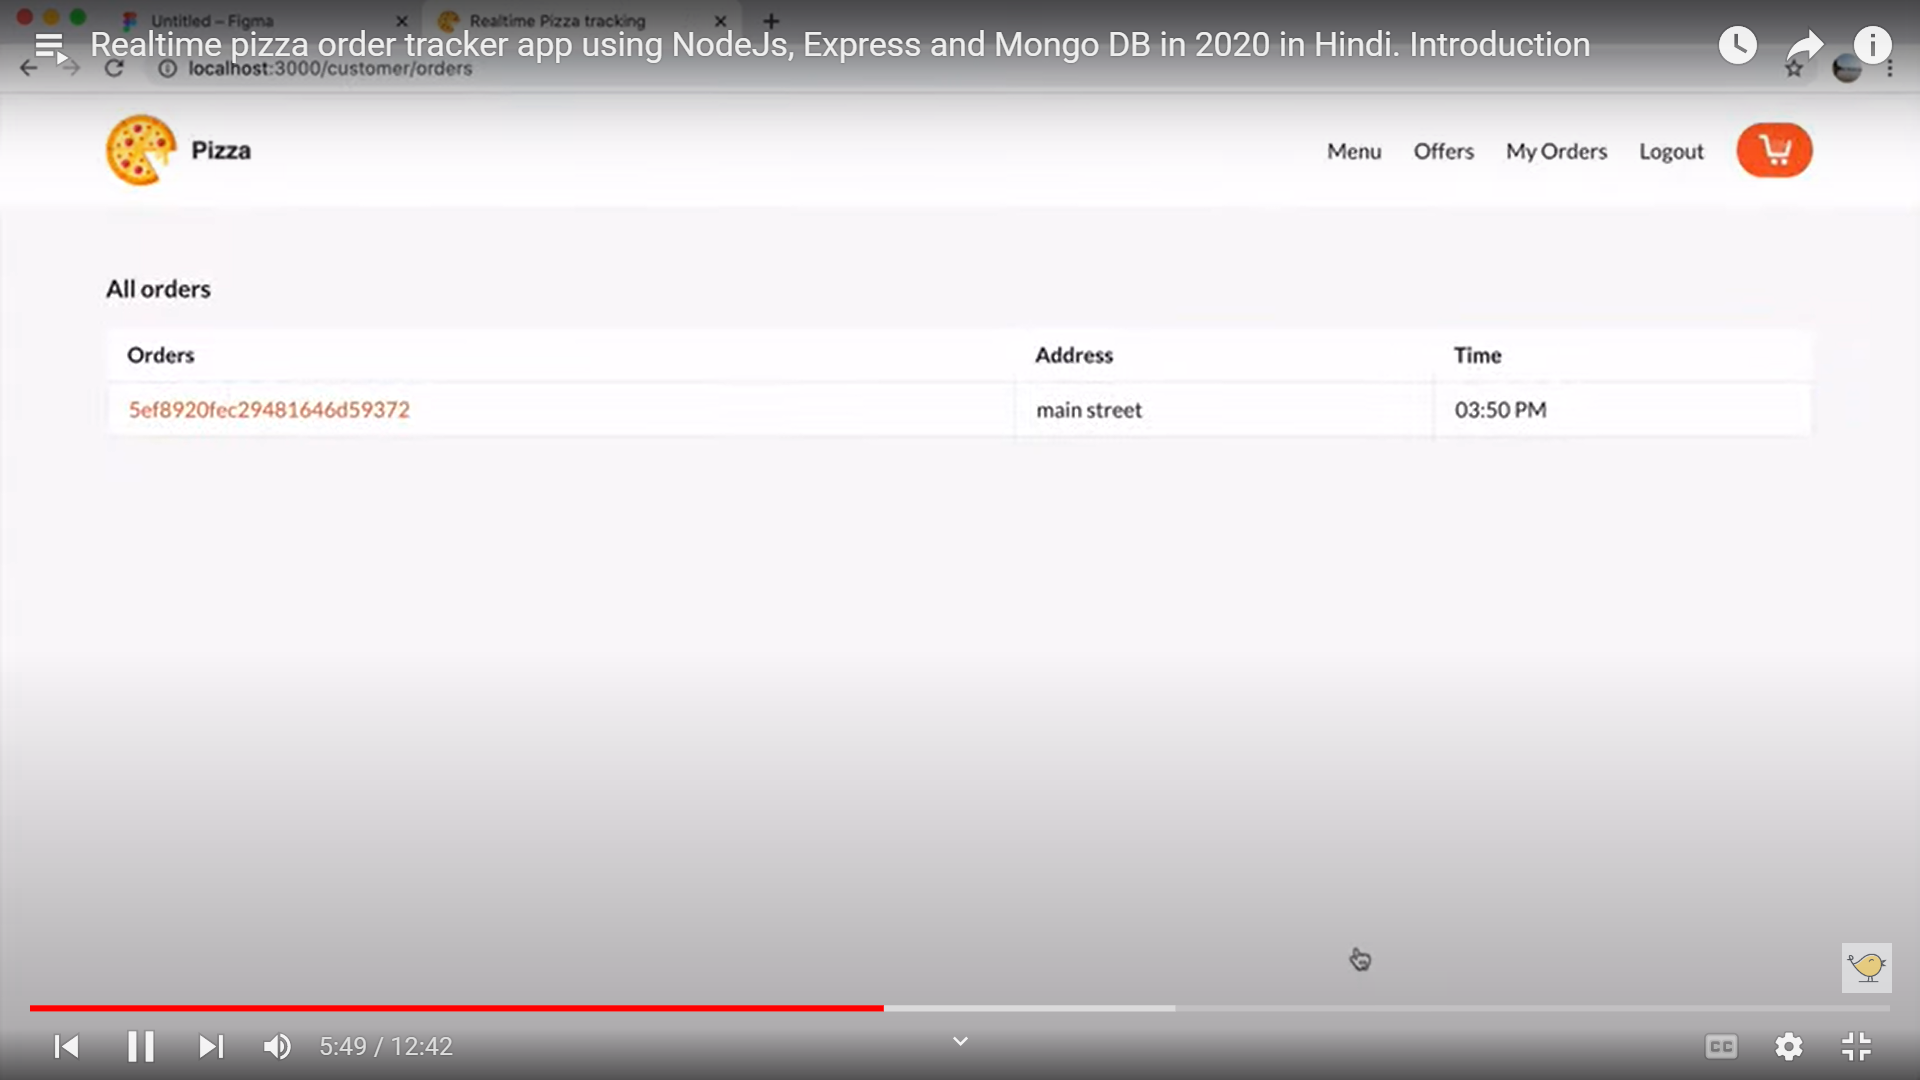 Untitled – Figma
Realtime Pizza tracking
Realtime pizza order tracker app using NodeJs, Express and Mongo DB in 2020 in Hindi. Introduction
localhost:3000/customer/orders
Pizza
Menu
Offers
My Orders
Logout
All orders
Orders
Address
Time
5ef8920fec29481646d59372
main street
03:50 PM
5:49 / 12:42
CC